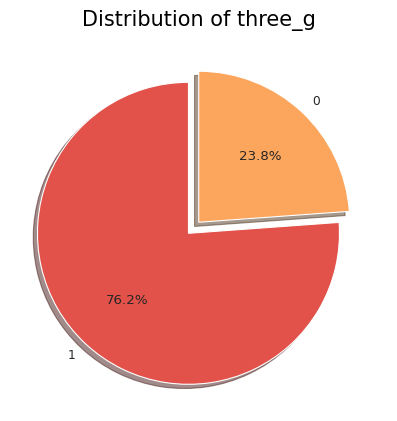 Distribution of three_g
0
23.8%
76.2%
1